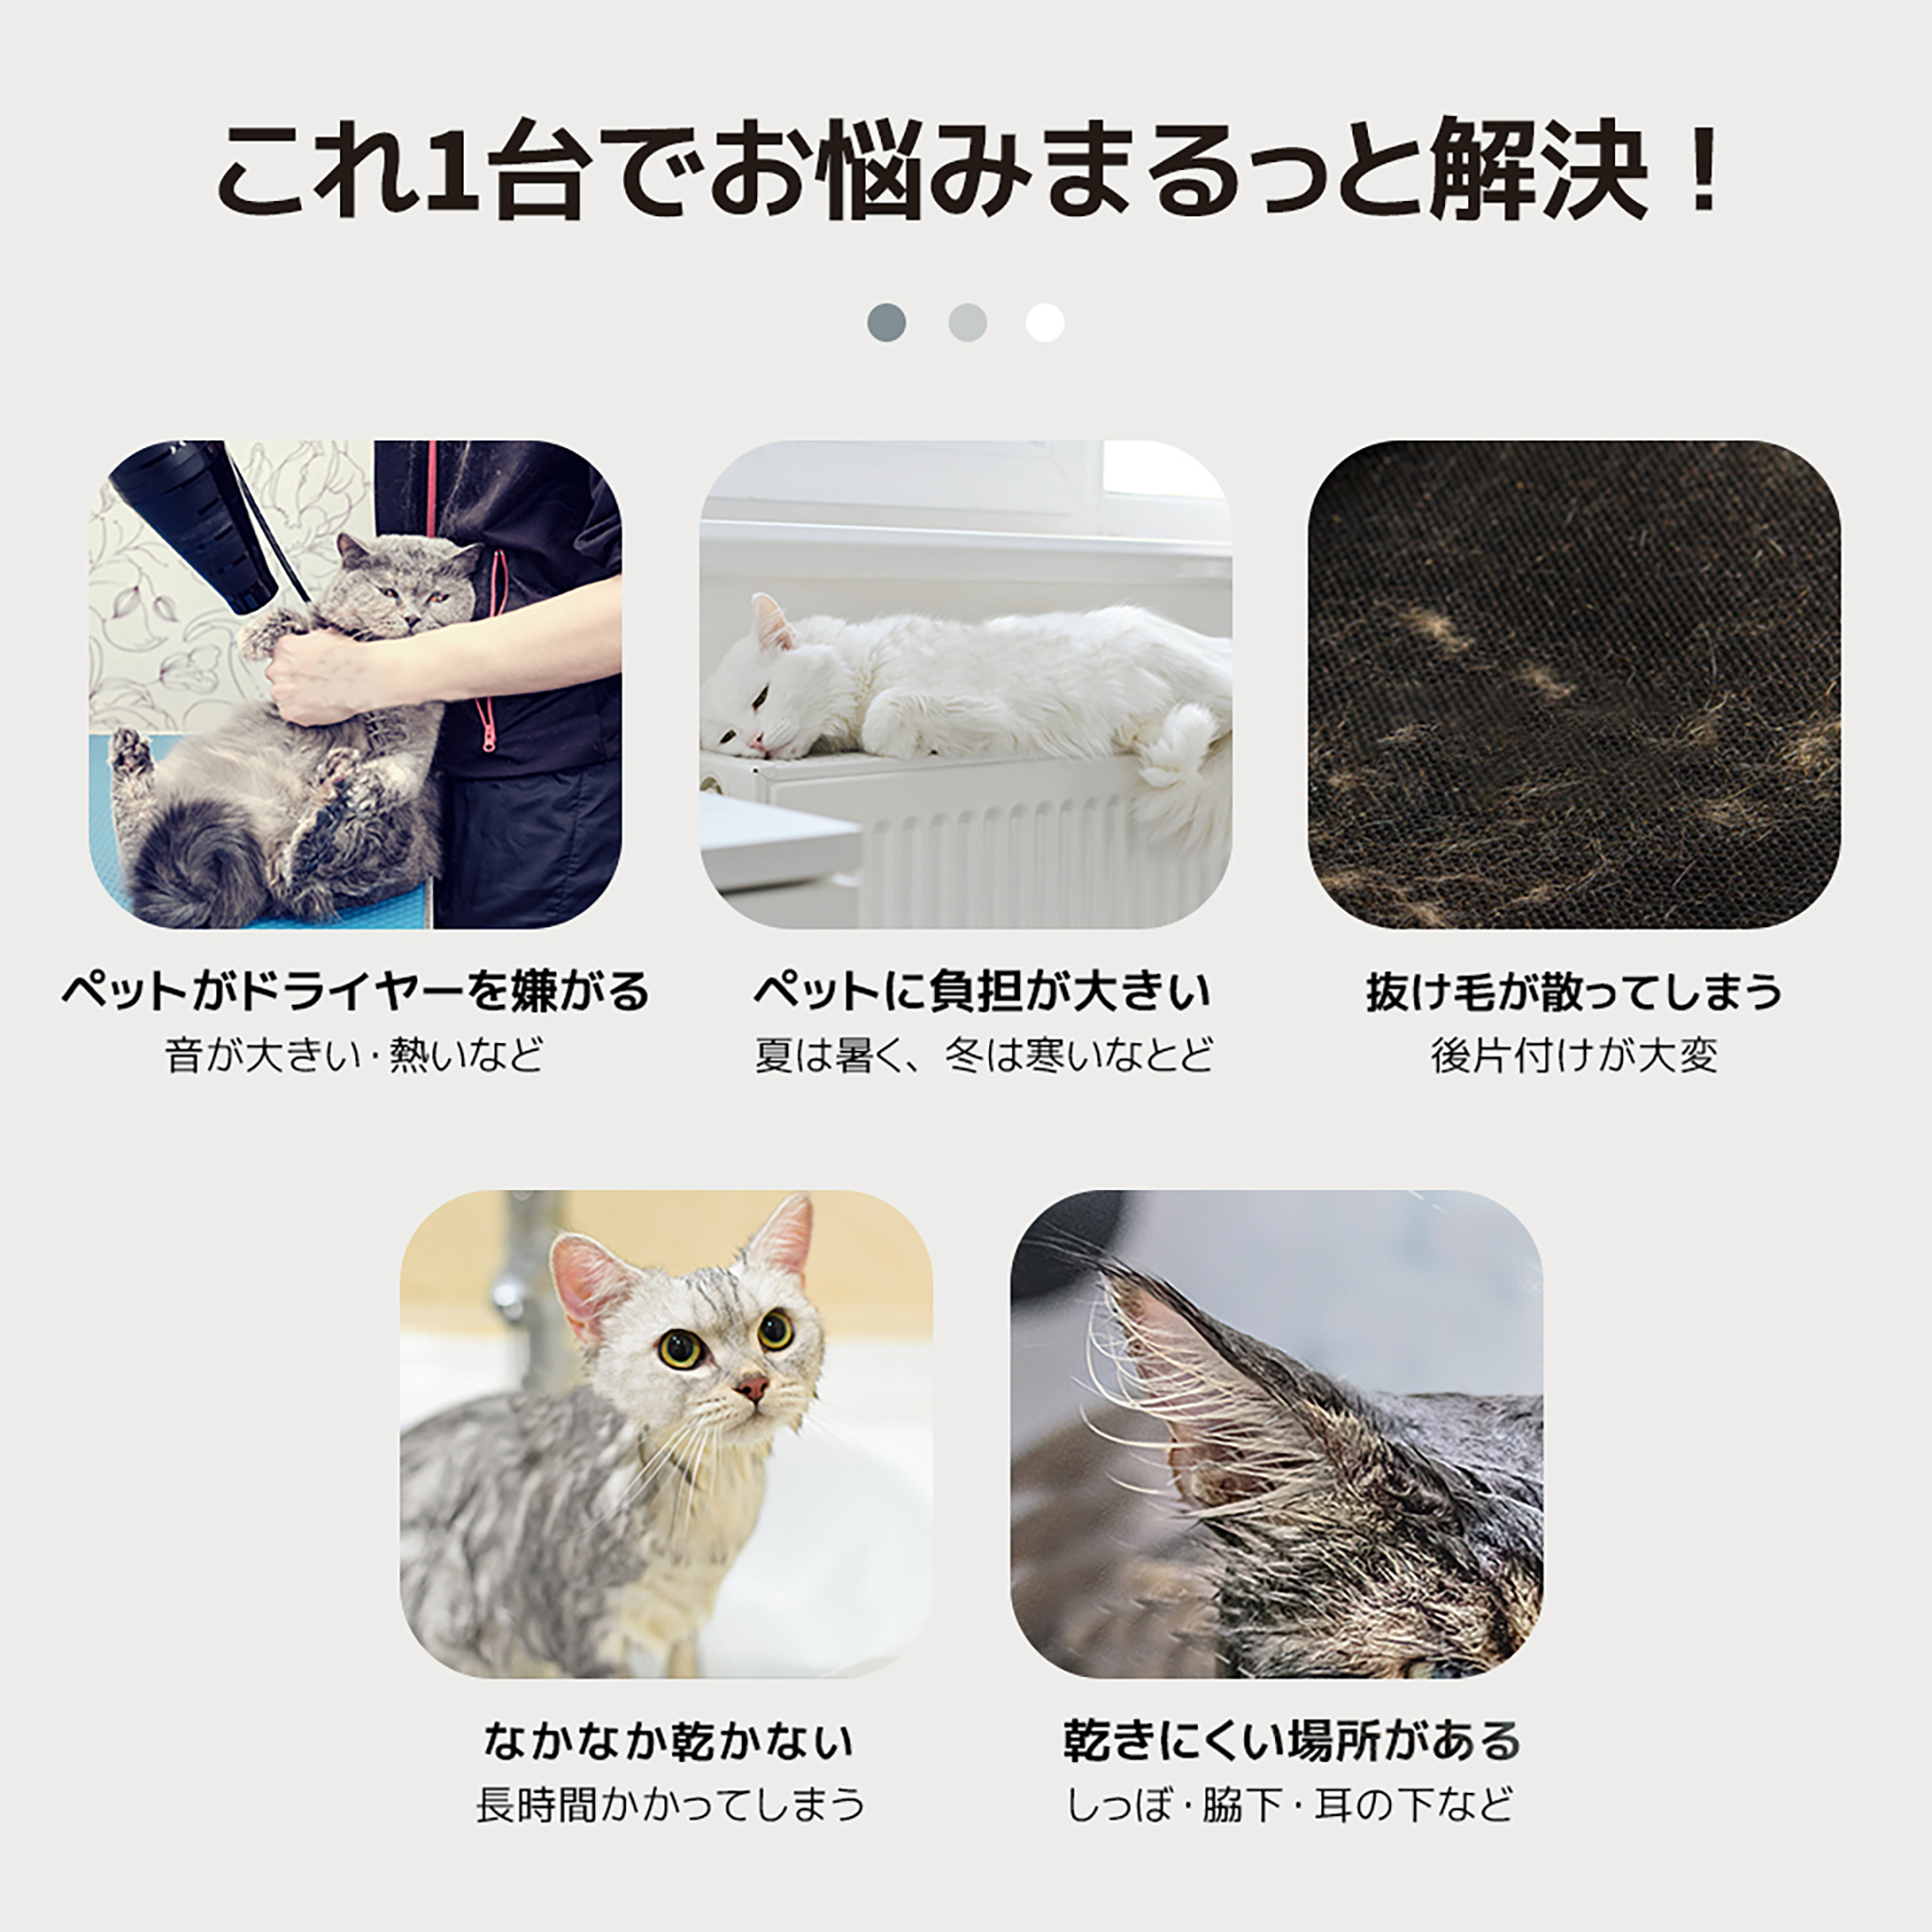 これ1台でお悩みまるっと解決！
ペットがドライヤーを嫌がる
音が大きい・熱いなど
ペットに負担が大きい
夏は暑く、冬は寒いなとど
抜け毛が散ってしまう
後片付けが大変
なかなか乾かない
長時間かかってしまう
乾きにくい場所がある
しっぽ・脇下・耳の下など